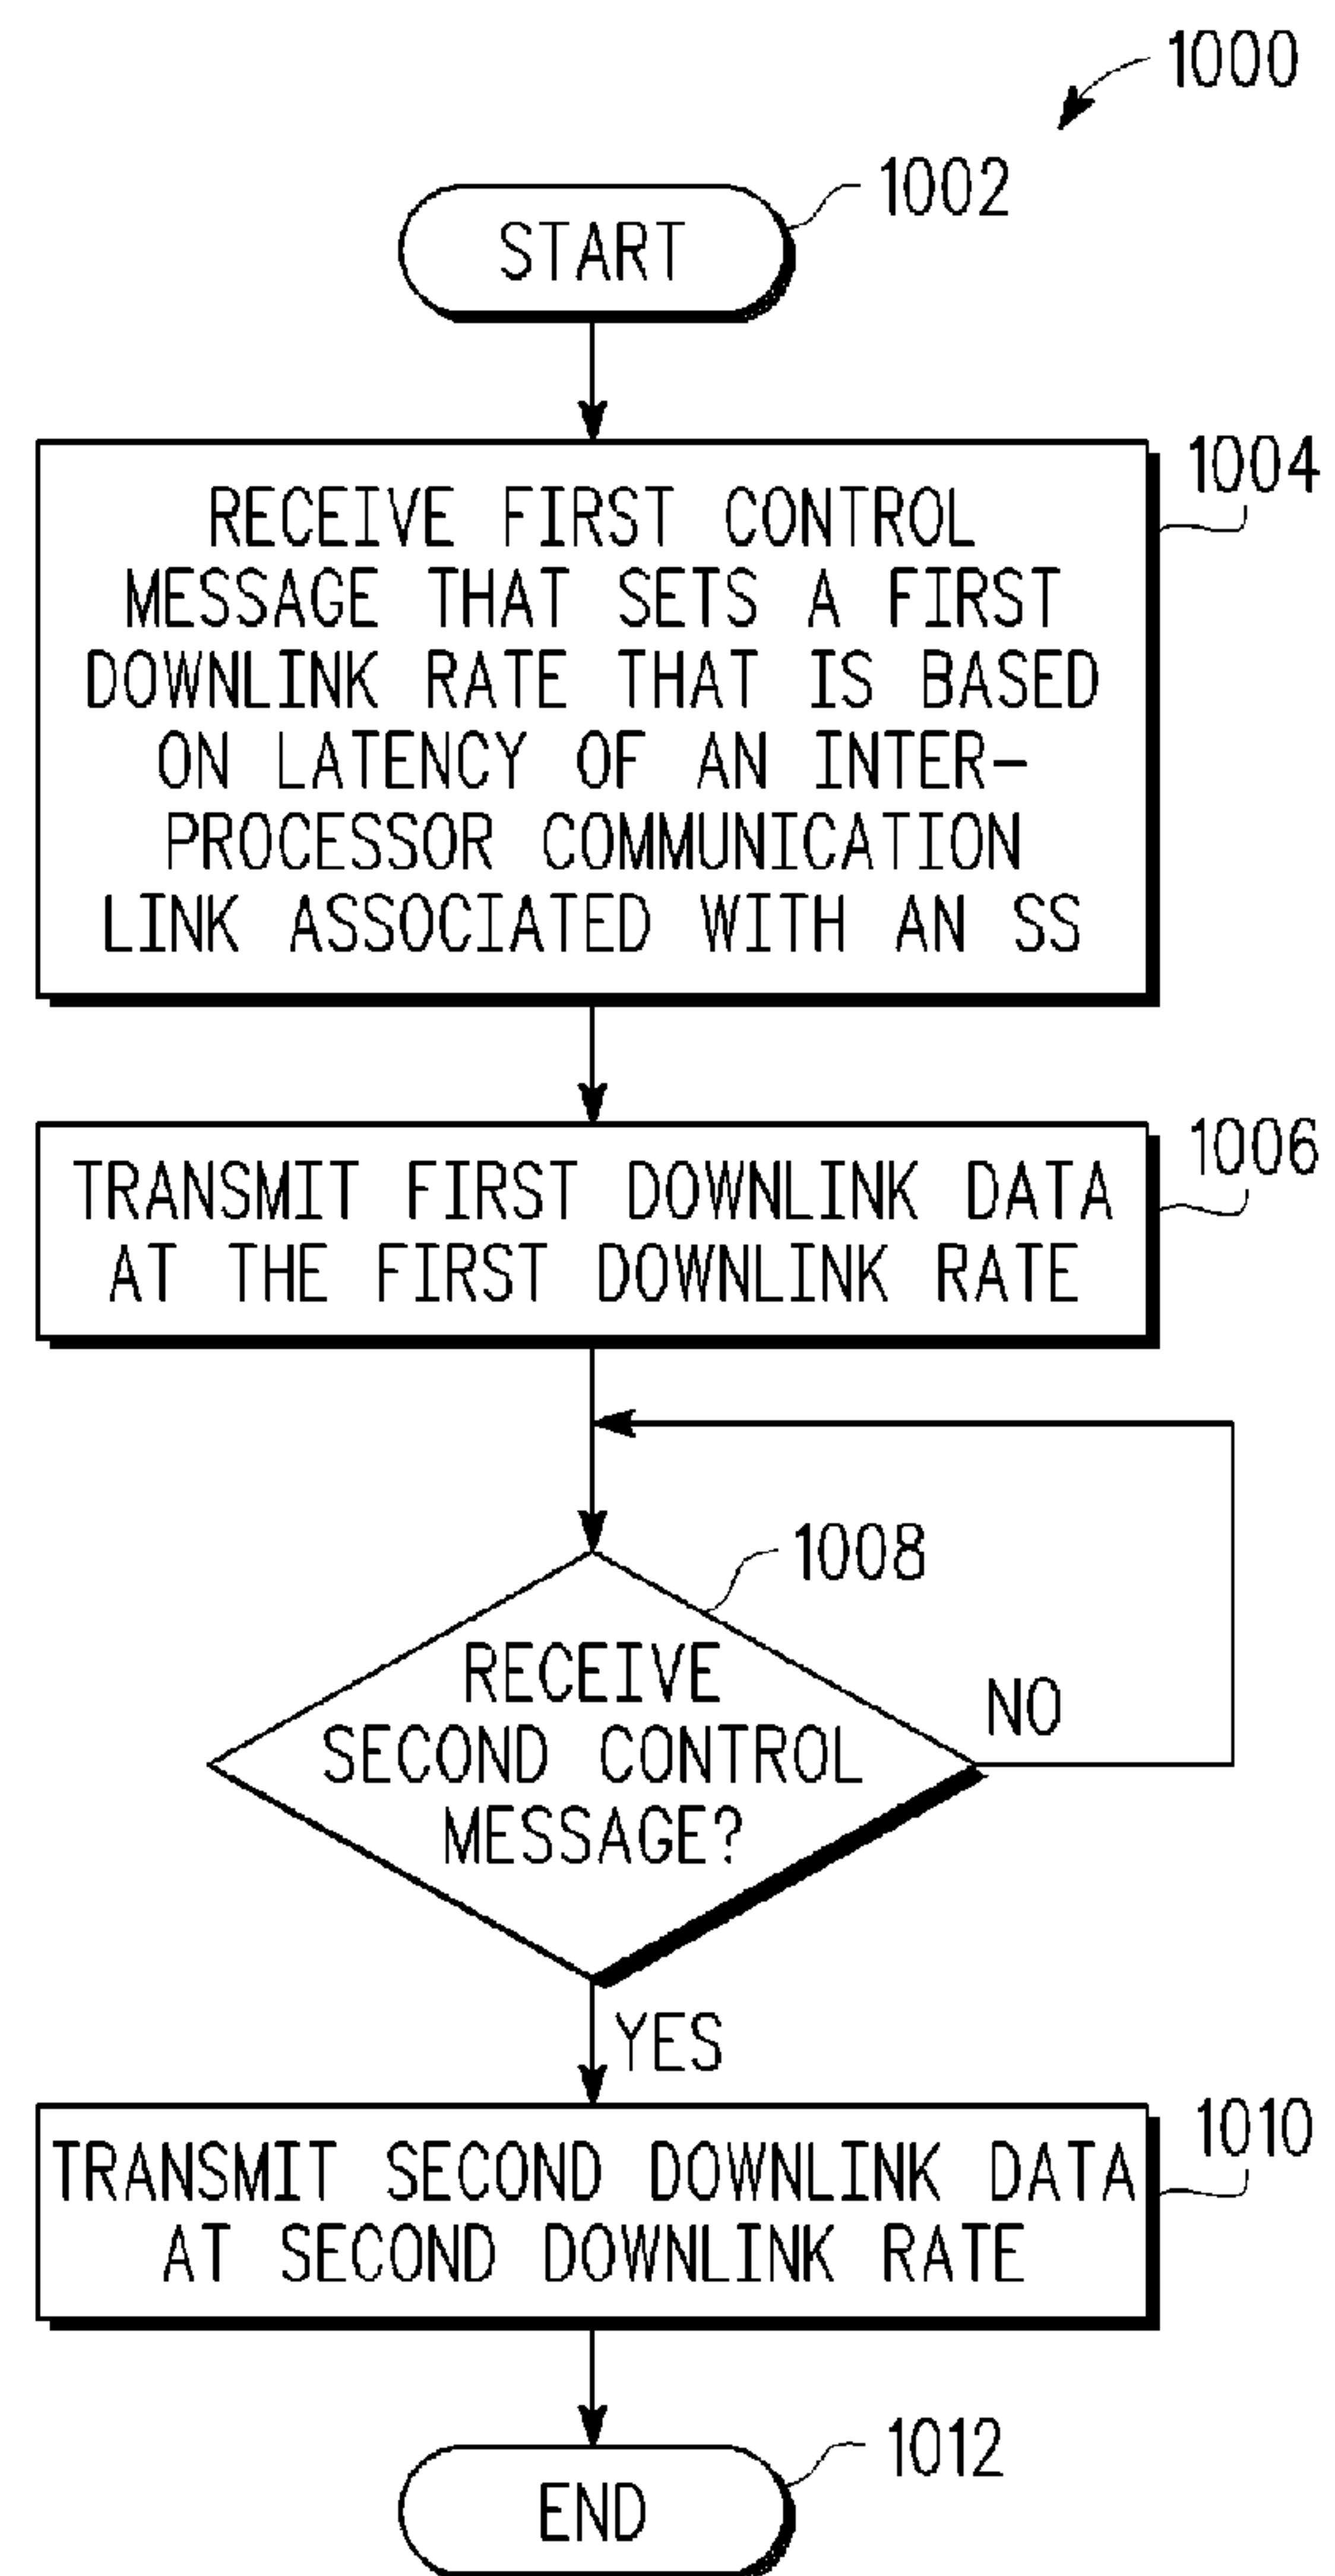 1000
1002
START
1004
RECEIVE FIRST CONTROL
MESSAGE THAT SETS A FIRST
DOWNLINK RATE THAT IS BASED
ON LATENCY OF AN INTER-
PROCESSOR COMMUNICATION
LINK ASSOCIATED WITH AN SS
1006
TRANSMIT FIRST DOWNLINK DATA
AT THE FIRST DOWNLINK RATE
1008
RECEIVE
SECOND CONTROL
MESSAGE?
NO
YES
1010
TRANSMIT SECOND DOWNLINK DATA
AT SECOND DOWNLINK RATE
1012
END